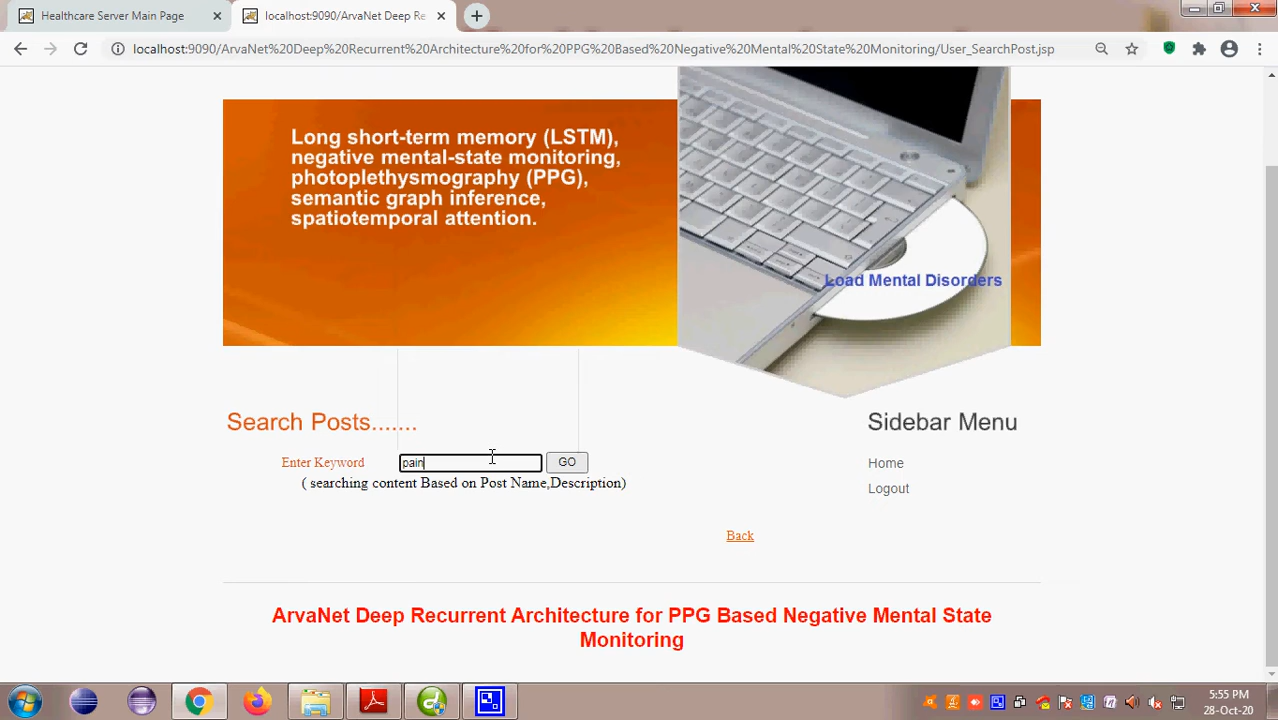 Healthcare Server Main Page
localhost:9090/ArvaNet Deep Re
localhost:9090/ArvaNet%20Deep%20Recurrent%20Architecture%20for%20PPG%20Based%20Negative%20Mental%20State%20Monitoring/User_SearchPost.jsp
Long short-term memory (LSTM),
negative mental-state monitoring,
photoplethysmography (PPG),
semantic graph inference,
spatiotemporal attention.
Load Mental Disorders
Search Posts.......
Sidebar Menu
Enter Keyword pain GO
Home
( searching content Based on Post Name,Description)
Logout
Back
ArvaNet Deep Recurrent Architecture for PPG Based Negative Mental State
Monitoring
5:55 PM
28-Oct-20